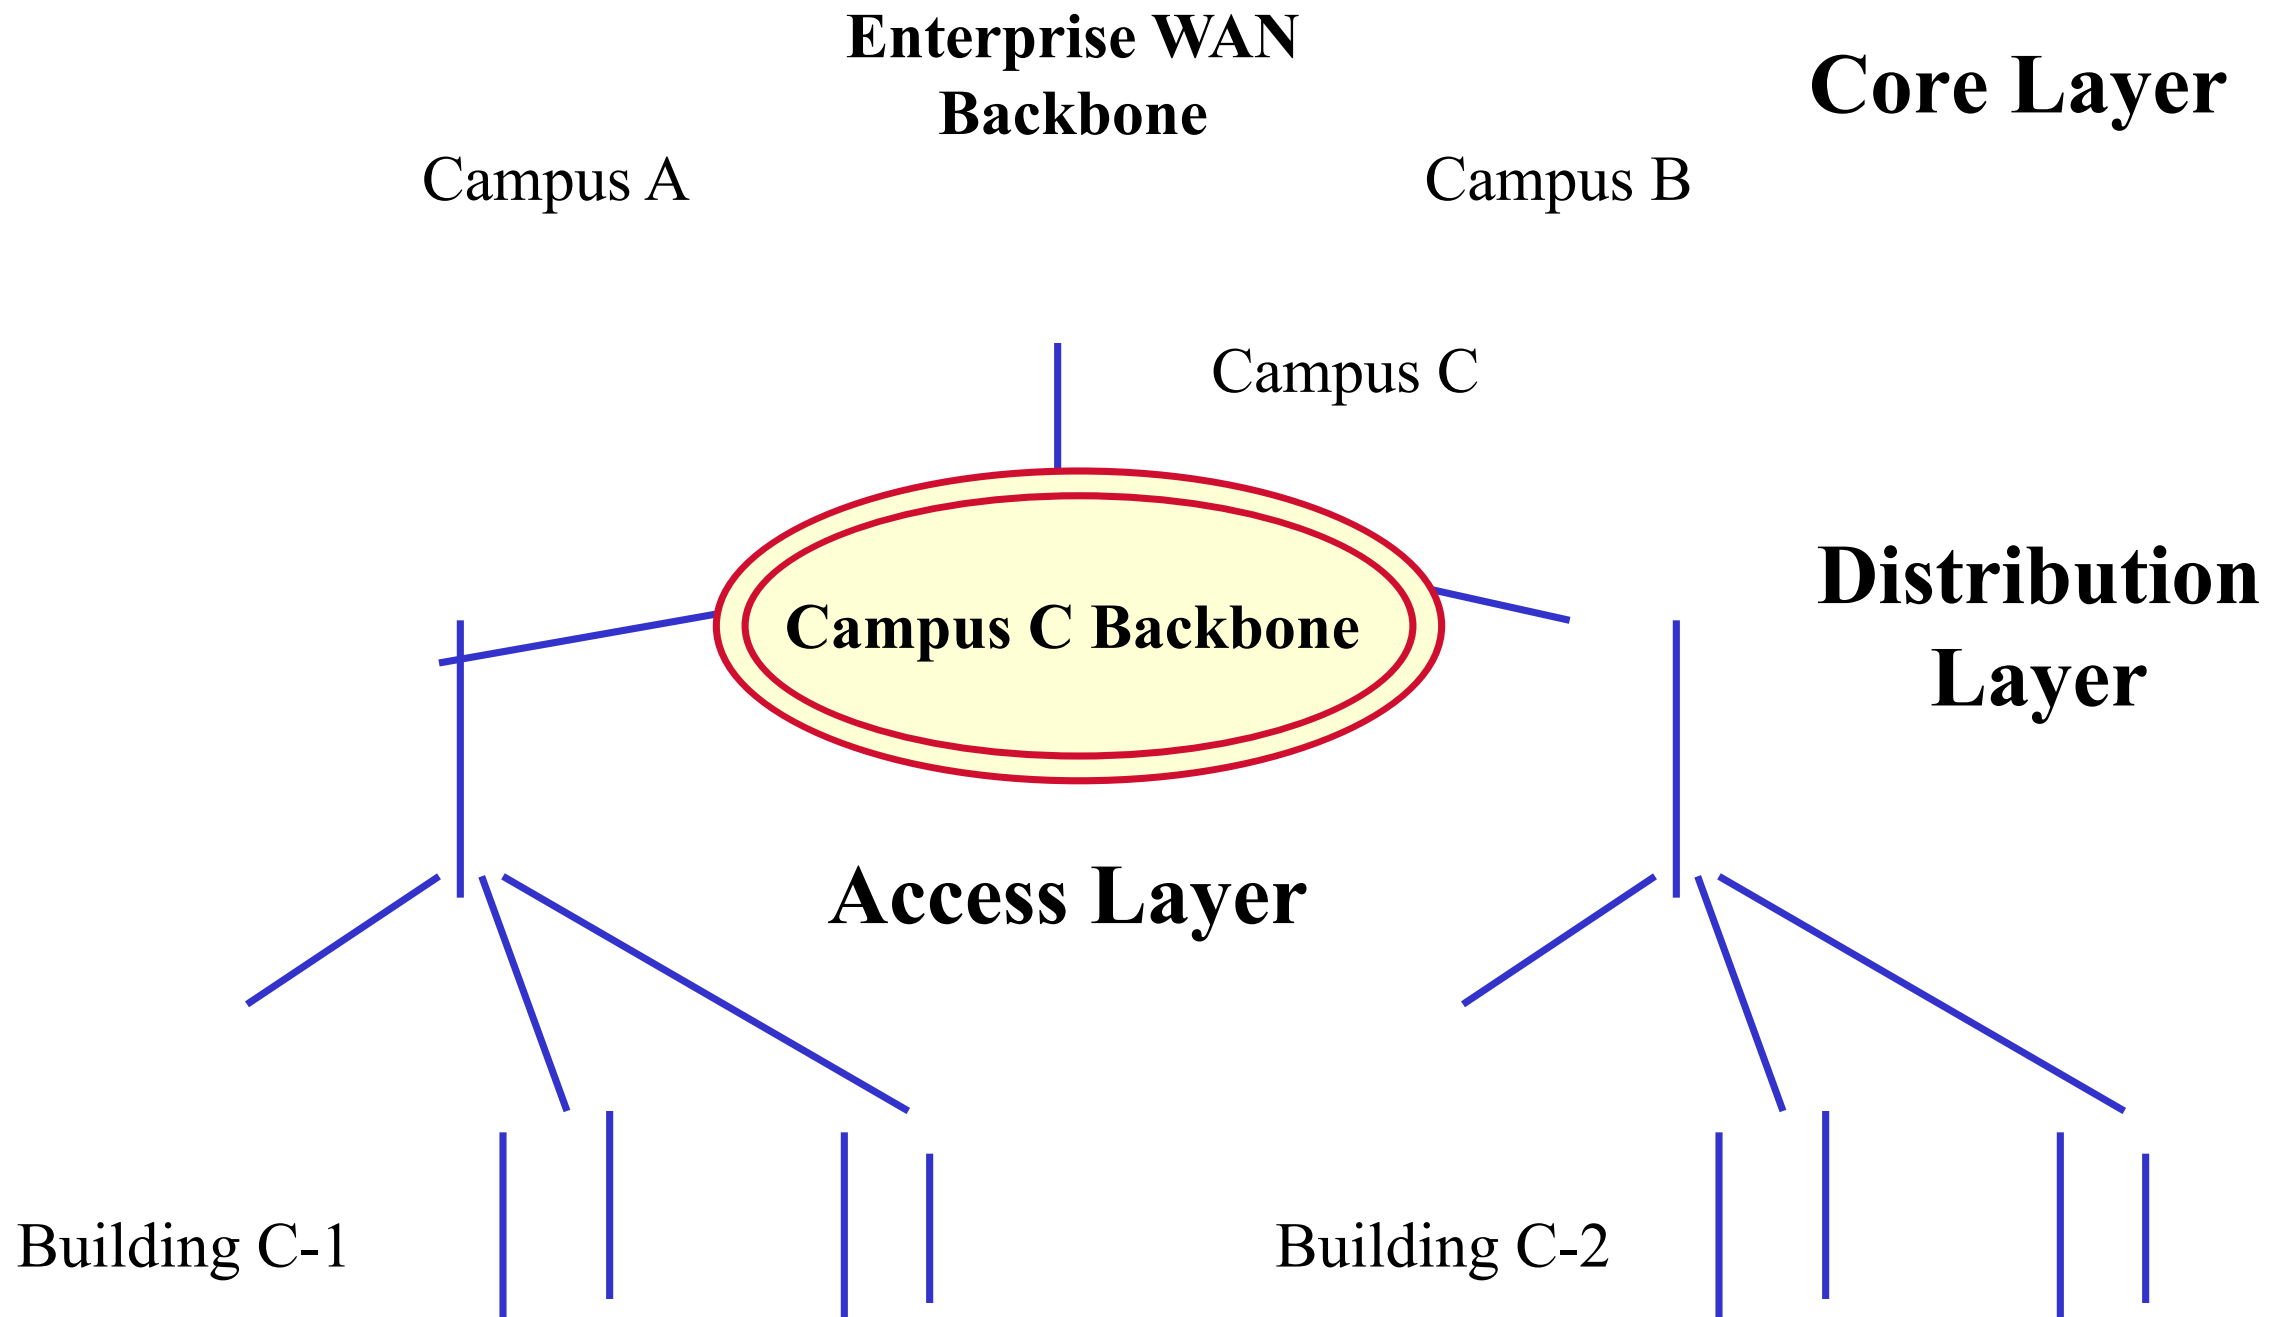 Enterprise WAN
Backbone
Core Layer
Campus A
Campus B
Campus C
Campus C Backbone
Distribution
Layer
Access Layer
Building C-1
Building C-2